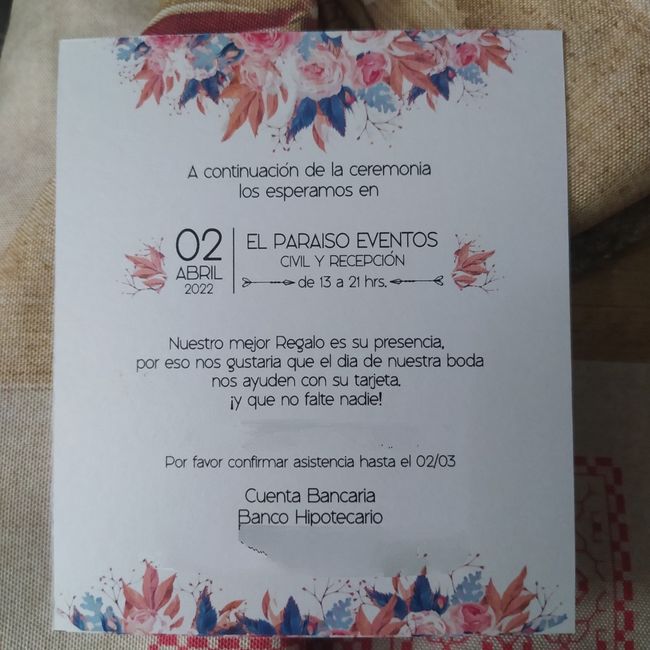 A continuación de la ceremonia
los esperamos en
02
ABRIL
2022
EL PARAISO EVENTOS
CIVIL Y RECEPCIÓN
de 13 a 21 hrs.
Nuestro mejor Regalo es su presencia,
por eso nos gustaria que el dia de nuestra boda
nos ayuden con su tarjeta.
¡y que no falte nadie!
Por favor confirmar asistencia hasta el 02/03
Cuenta Bancaria
Banco Hipotecario